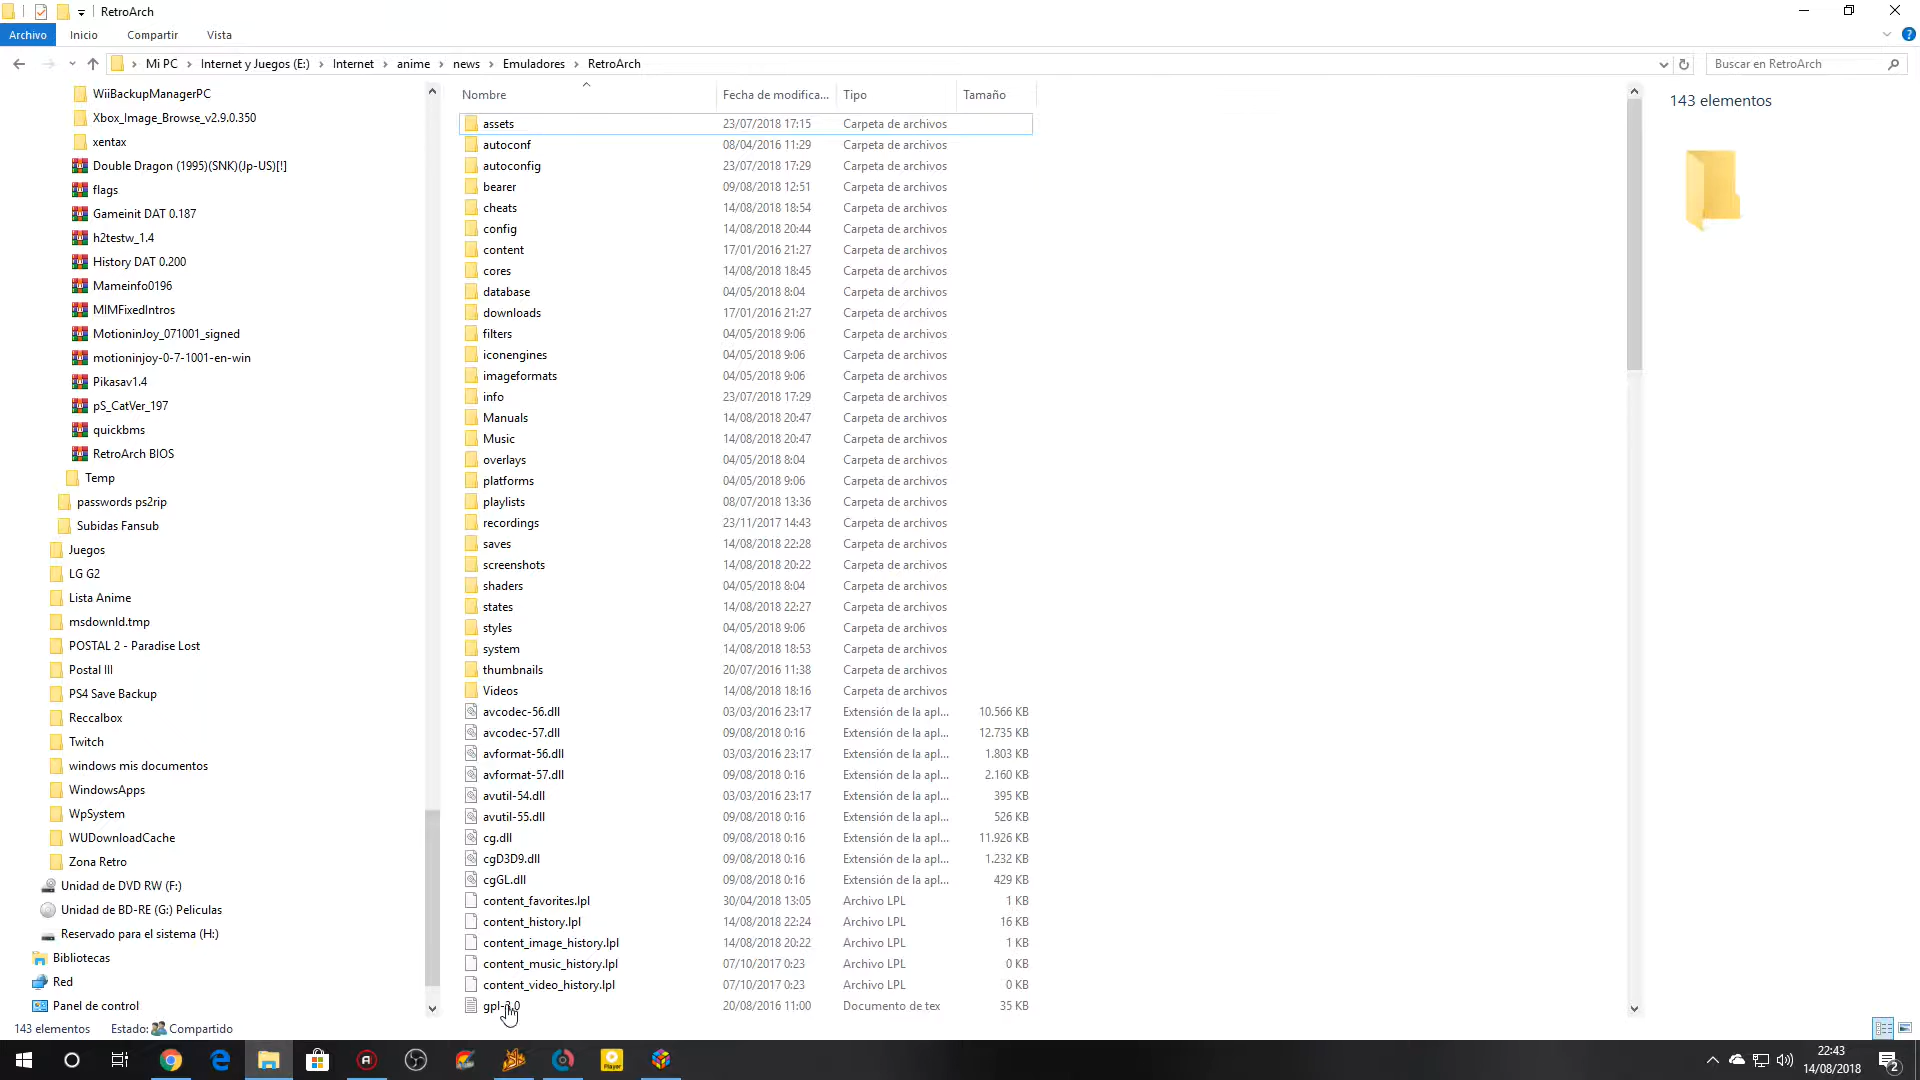 RetroArch
Archivo Inicio Compartir Vista
Mi PC Internet y Juegos (E:) Internet anime news Emuladores RetroArch Buscar en RetroArch
WiiBackupManagerPC
Xbox_Image_Browse_v2.9.0.350
xentax
Double Dragon (1995)(SNK)(Jp-US)[!]
flags
Gameinit DAT 0.187
h2testw_1.4
History DAT 0.200
Mameinfo0196
MIMFixedIntros
MotioninJoy_071001_signed
motioninjoy-0-7-1001-en-win
Pikasav1.4
pS_CatVer_197
quickbms
RetroArch BIOS
Temp
passwords ps2rip
Subidas Fansub
Juegos
LG G2
Lista Anime
msdownld.tmp
POSTAL 2 - Paradise Lost
Postal III
PS4 Save Backup
Reccalbox
Twitch
windows mis documentos
WindowsApps
WpSystem
WUDownloadCache
Zona Retro
Unidad de DVD RW (F:)
Unidad de BD-RE (G:) Peliculas
Reservado para el sistema (H:)
Bibliotecas
Red
Panel de control
Nombre Fecha de modifica... Tipo Tamaño
assets 23/07/2018 17:15 Carpeta de archivos
autoconf 08/04/2016 11:29 Carpeta de archivos
autoconfig 23/07/2018 17:29 Carpeta de archivos
bearer 09/08/2018 12:51 Carpeta de archivos
cheats 14/08/2018 18:54 Carpeta de archivos
config 14/08/2018 20:44 Carpeta de archivos
content 17/01/2016 21:27 Carpeta de archivos
cores 14/08/2018 18:45 Carpeta de archivos
database 04/05/2018 8:04 Carpeta de archivos
downloads 17/01/2016 21:27 Carpeta de archivos
filters 04/05/2018 9:06 Carpeta de archivos
iconengines 04/05/2018 9:06 Carpeta de archivos
imageformats 04/05/2018 9:06 Carpeta de archivos
info 23/07/2018 17:29 Carpeta de archivos
Manuals 14/08/2018 20:47 Carpeta de archivos
Music 14/08/2018 20:47 Carpeta de archivos
overlays 04/05/2018 8:04 Carpeta de archivos
platforms 04/05/2018 9:06 Carpeta de archivos
playlists 08/07/2018 13:36 Carpeta de archivos
recordings 23/11/2017 14:43 Carpeta de archivos
saves 14/08/2018 22:28 Carpeta de archivos
screenshots 14/08/2018 20:22 Carpeta de archivos
shaders 04/05/2018 8:04 Carpeta de archivos
states 14/08/2018 22:27 Carpeta de archivos
styles 04/05/2018 9:06 Carpeta de archivos
system 14/08/2018 18:53 Carpeta de archivos
thumbnails 20/07/2016 11:38 Carpeta de archivos
Videos 14/08/2018 18:16 Carpeta de archivos
avcodec-56.dll 03/03/2016 23:17 Extensión de la apl... 10.566 KB
avcodec-57.dll 09/08/2018 0:16 Extensión de la apl... 12.735 KB
avformat-56.dll 03/03/2016 23:17 Extensión de la apl... 1.803 KB
avformat-57.dll 09/08/2018 0:16 Extensión de la apl... 2.160 KB
avutil-54.dll 03/03/2016 23:17 Extensión de la apl... 395 KB
avutil-55.dll 09/08/2018 0:16 Extensión de la apl... 526 KB
cg.dll 09/08/2018 0:16 Extensión de la apl... 11.926 KB
cgD3D9.dll 09/08/2018 0:16 Extensión de la apl... 1.232 KB
cgGL.dll 09/08/2018 0:16 Extensión de la apl... 429 KB
content_favorites.lpl 30/04/2018 13:05 Archivo LPL 1 KB
content_history.lpl 14/08/2018 22:24 Archivo LPL 16 KB
content_image_history.lpl 14/08/2018 20:22 Archivo LPL 1 KB
content_music_history.lpl 07/10/2017 0:23 Archivo LPL 0 KB
content_video_history.lpl 07/10/2017 0:23 Archivo LPL 0 KB
gpl-3.0 20/08/2016 11:00 Documento de tex 35 KB
143 elementos
143 elementos Estado: Compartido
Player
22:43
14/08/2018
2